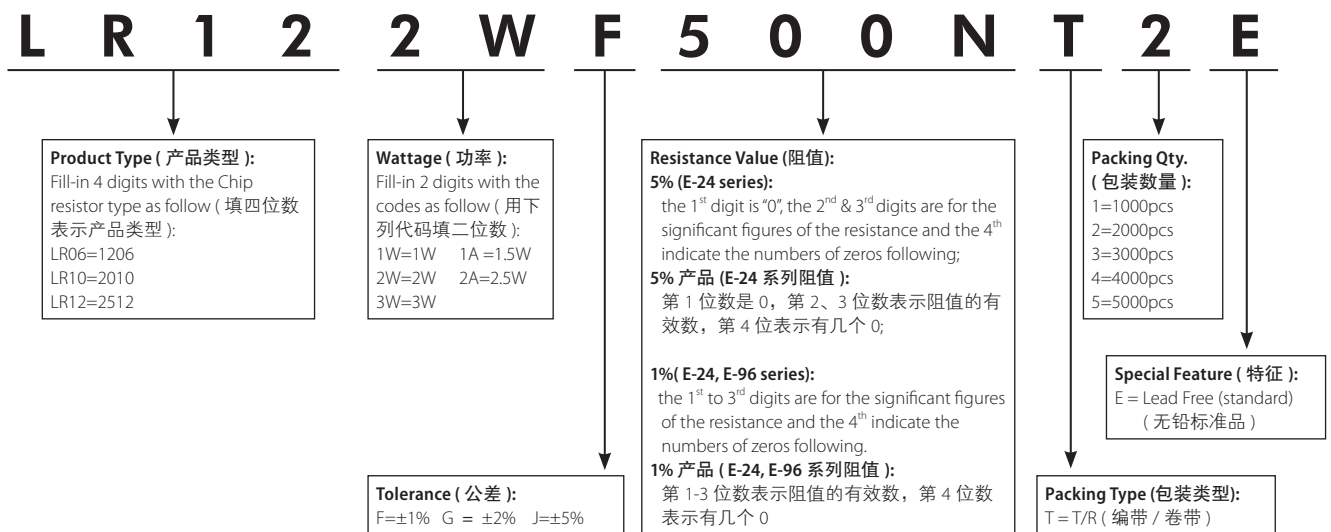 L R 1 2 2 W F 5 0 0 N T 2 E
Product Type ( 产品类型 ):
Fill-in 4 digits with the Chip
resistor type as follow ( 填四位数
表示产品类型 ):
LR06=1206
LR10=2010
LR12=2512
Wattage ( 功率 ):
Fill-in 2 digits with the
codes as follow ( 用下
列代码填二位数 ):
1W=1W 1A =1.5W
2W=2W 2A=2.5W
3W=3W
Tolerance ( 公差 ):
F=±1% G = ±2% J=±5%
Resistance Value (阻值):
5% (E-24 series):
the 1st digit is "0", the 2nd & 3rd digits are for the
significant figures of the resistance and the 4th
indicate the numbers of zeros following;
5% 产品 (E-24 系列阻值 ):
第 1 位数是 0，第 2、3 位数表示阻值的有
效数，第 4 位表示有几个 0;
1%( E-24, E-96 series):
the 1st to 3rd digits are for the significant figures
of the resistance and the 4th indicate the
numbers of zeros following.
1% 产品 ( E-24, E-96 系列阻值 ):
第 1-3 位数表示阻值的有效数，第 4 位数
表示有几个 0
Packing Qty.
( 包装数量 ):
1=1000pcs
2=2000pcs
3=3000pcs
4=4000pcs
5=5000pcs
Special Feature ( 特征 ):
E = Lead Free (standard)
( 无铅标准品 )
Packing Type (包装类型):
T = T/R ( 编带 / 卷带 )